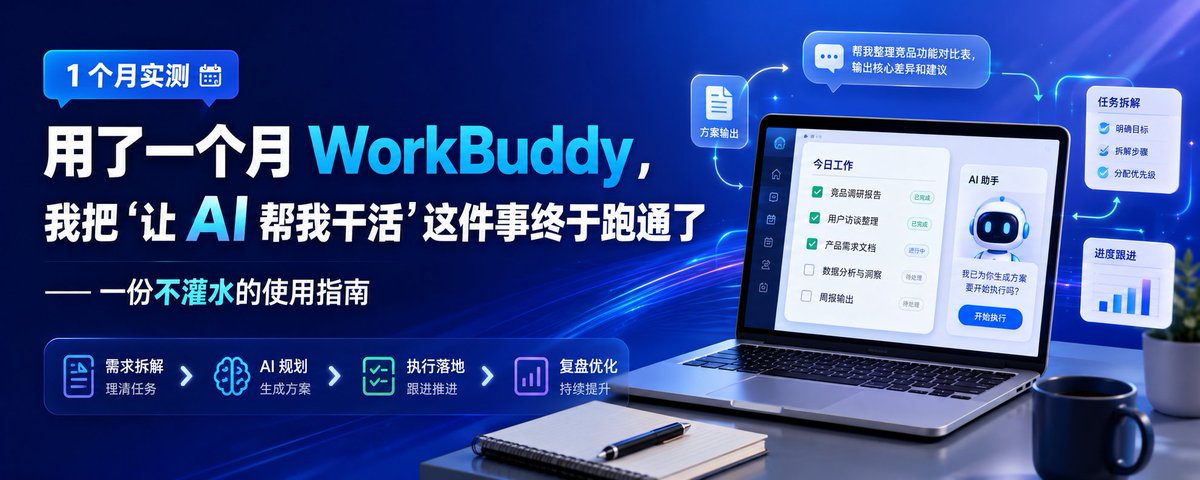 1 个月实测
用了一个月 WorkBuddy,
我把‘让 AI 帮我干活’这件事终于跑通了
—— 一份不灌水的使用指南
需求拆解
理清任务
AI 规划
生成方案
执行落地
跟进推进
复盘优化
持续提升
方案输出
帮我整理竞品功能对比表,
输出核心差异和建议
今日工作
竞品调研报告
已完成
用户访谈整理
已完成
产品需求文档
进行中
数据分析与洞察
待处理
周报输出
待处理
AI 助手
我已为你生成方案
要开始执行吗?
开始执行
任务拆解
明确目标
拆解步骤
分配优先级
进度跟进